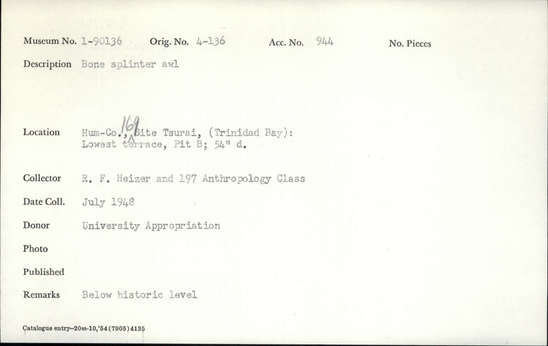 Museum No. 1-90136 Orig. No. 4-136 Acc. No. 944 No. Pieces
Description Bone splinter awl
169
Location Hum-Co., Site Tsurai, (Trinidad Bay):
Lowest terrace, Pit B; 54" d.
Collector R. F. Heizer and 197 Anthropology Class
Date Coll. July 1948
Donor University Appropriation
Photo
Published
Remarks Below historic level
Catalogue entry—20m-10,'54 (7905) 4135